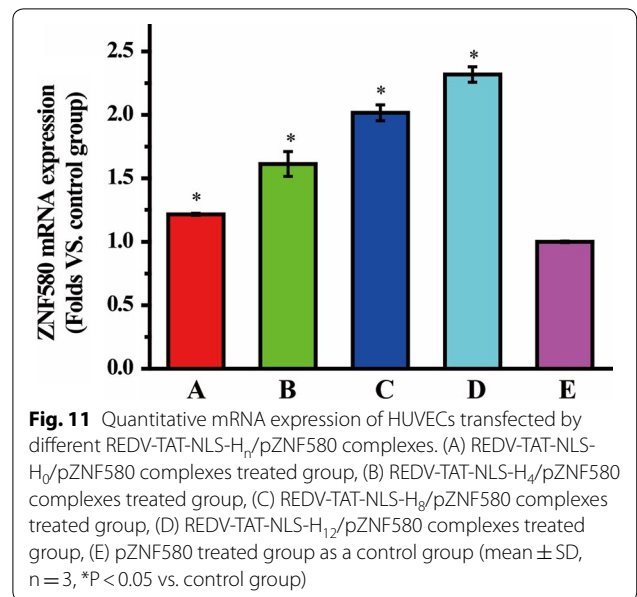 ZNF580 mRNA expression
(Folds VS. control group)
2.5
2.0
1.5
1.0
0.5
0.0
*
*
*
*
A B C D E
Fig. 11 Quantitative mRNA expression of HUVECs transfected by
different REDV-TAT-NLS-Hn/pZNF580 complexes. (A) REDV-TAT-NLS-
H0/pZNF580 complexes treated group, (B) REDV-TAT-NLS-H4/pZNF580
complexes treated group, (C) REDV-TAT-NLS-H8/pZNF580 complexes
treated group, (D) REDV-TAT-NLS-H12/pZNF580 complexes treated
group, (E) pZNF580 treated group as a control group (mean ± SD,
n = 3, *P < 0.05 vs. control group)